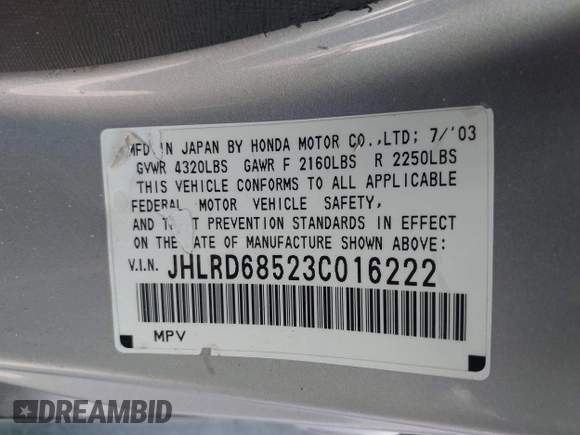 MFD IN JAPAN BY HONDA MOTOR CO.,LTD; 7/'03
GVWR 4320LBS GAWR F 2160LBS R 2250LBS
THIS VEHICLE CONFORMS TO ALL APPLICABLE
FEDERAL MOTOR VEHICLE SAFETY,
AND PREVENTION STANDARDS IN EFFECT
ON THE DATE OF MANUFACTURE SHOWN ABOVE:
V.I.N. JHLRD68523C016222
MPV
DREAMBID